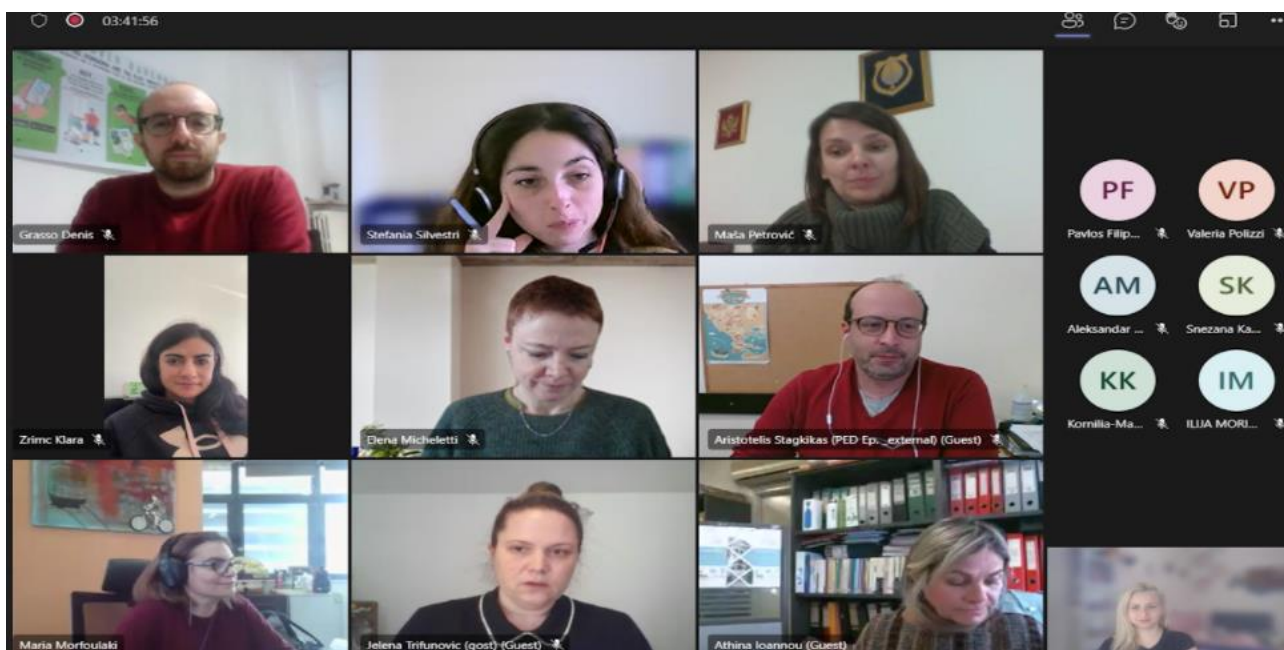 03:41:56
Grasso Denis
Stefania Silvestri
Maša Petrović
PF
VP
Pavlos Filip...
Valeria Polizzi
AM
SK
Aleksandar ...
Snezana Ka...
Zrimc Klara
Elena Micheletti
Aristotelis Stagkikas (PED Ep._external) (Guest)
KK
IM
Kornilia-Ma...
ILIJA MORI...
Maria Morfoulaki
Jelena Trifunovic (gost) (Guest)
Athina Ioannou (Guest)